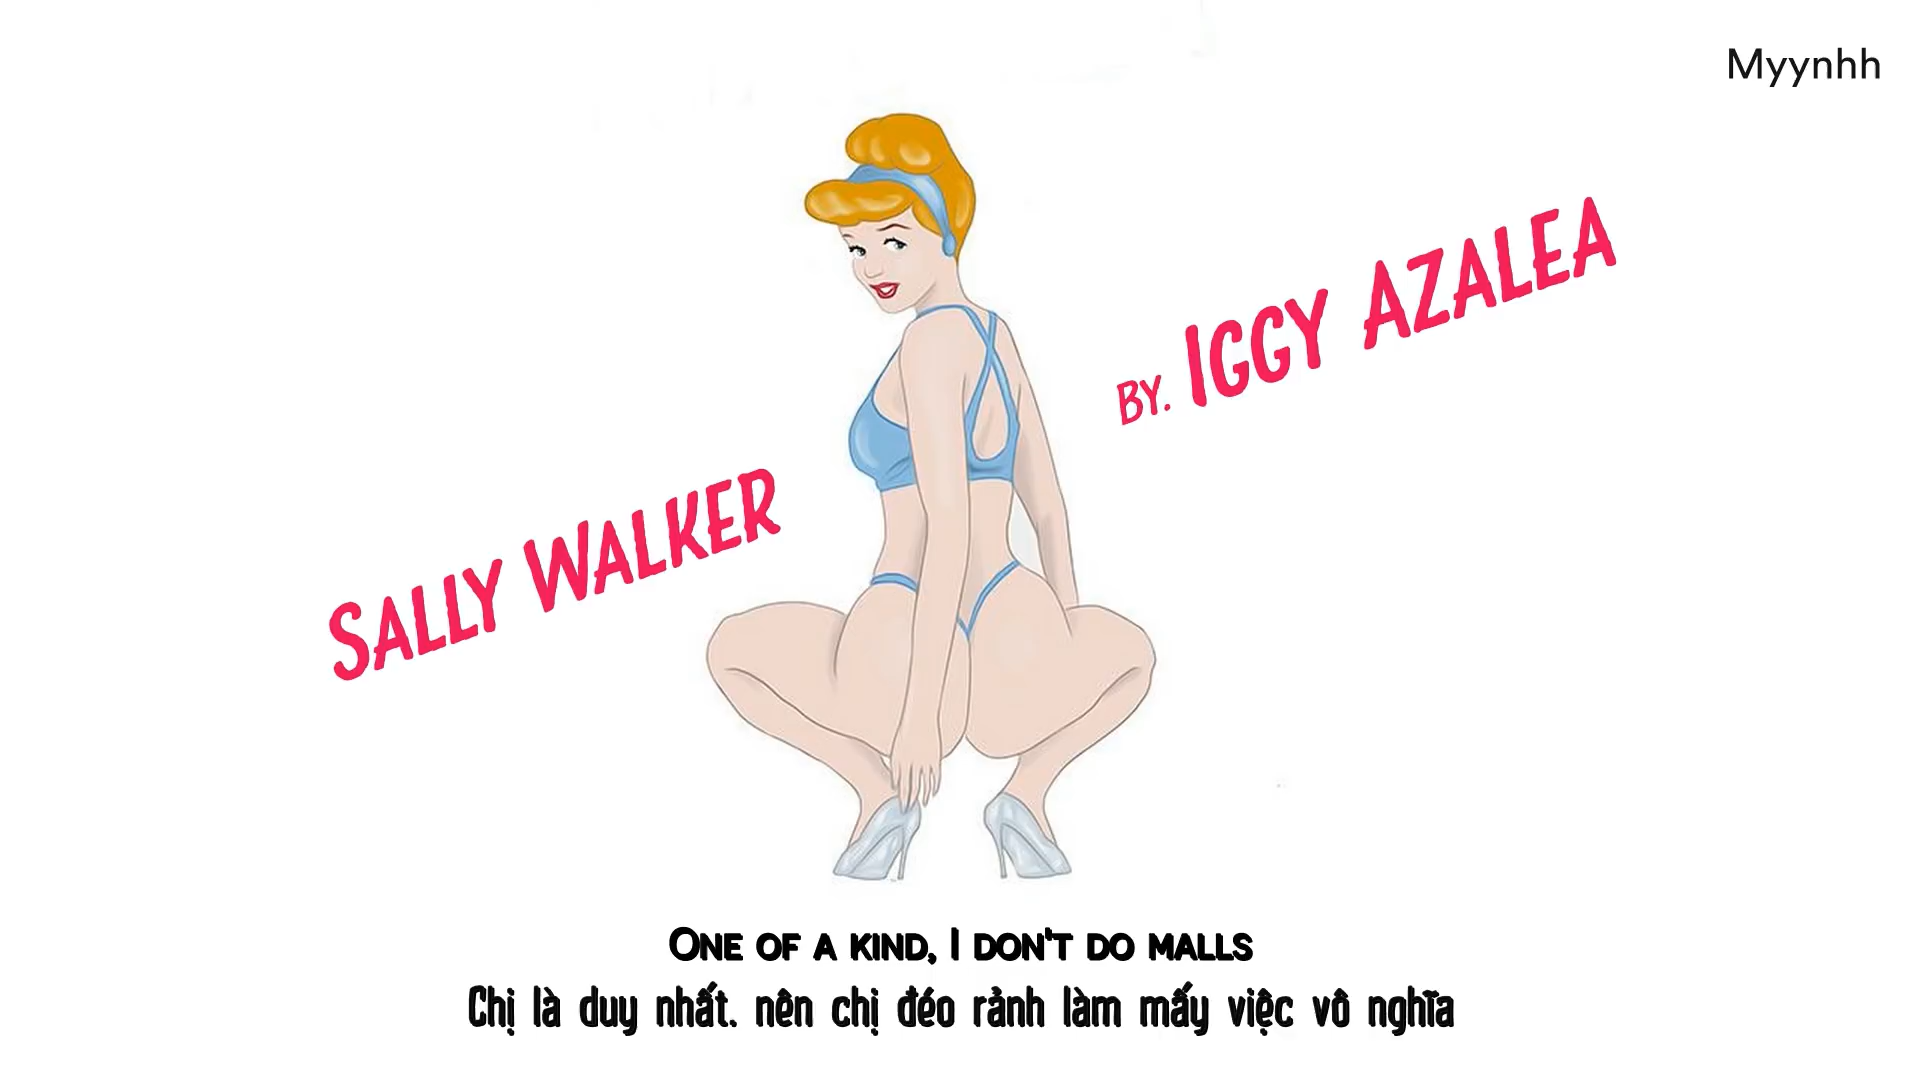 Myynhh
SALLY WALKER
BY. IGGY AZALEA
ONE OF A KIND, I DON'T DO MALLS
Chị là duy nhất. nên chị đéo rảnh làm mấy việc vô nghĩa